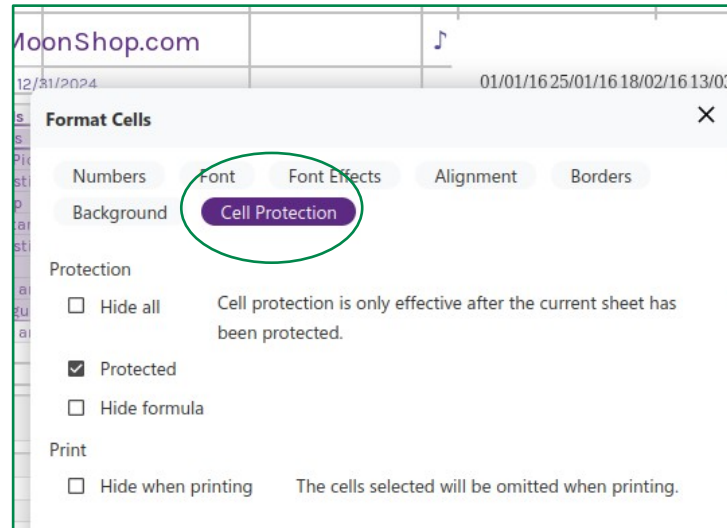 MoonShop.com ♪
12/31/2024 01/01/16 25/01/16 18/02/16 13/03
Format Cells
Numbers Font Font Effects Alignment Borders
Background Cell Protection
Protection
Hide all Cell protection is only effective after the current sheet has
been protected.
Protected
Hide formula
Print
Hide when printing The cells selected will be omitted when printing.